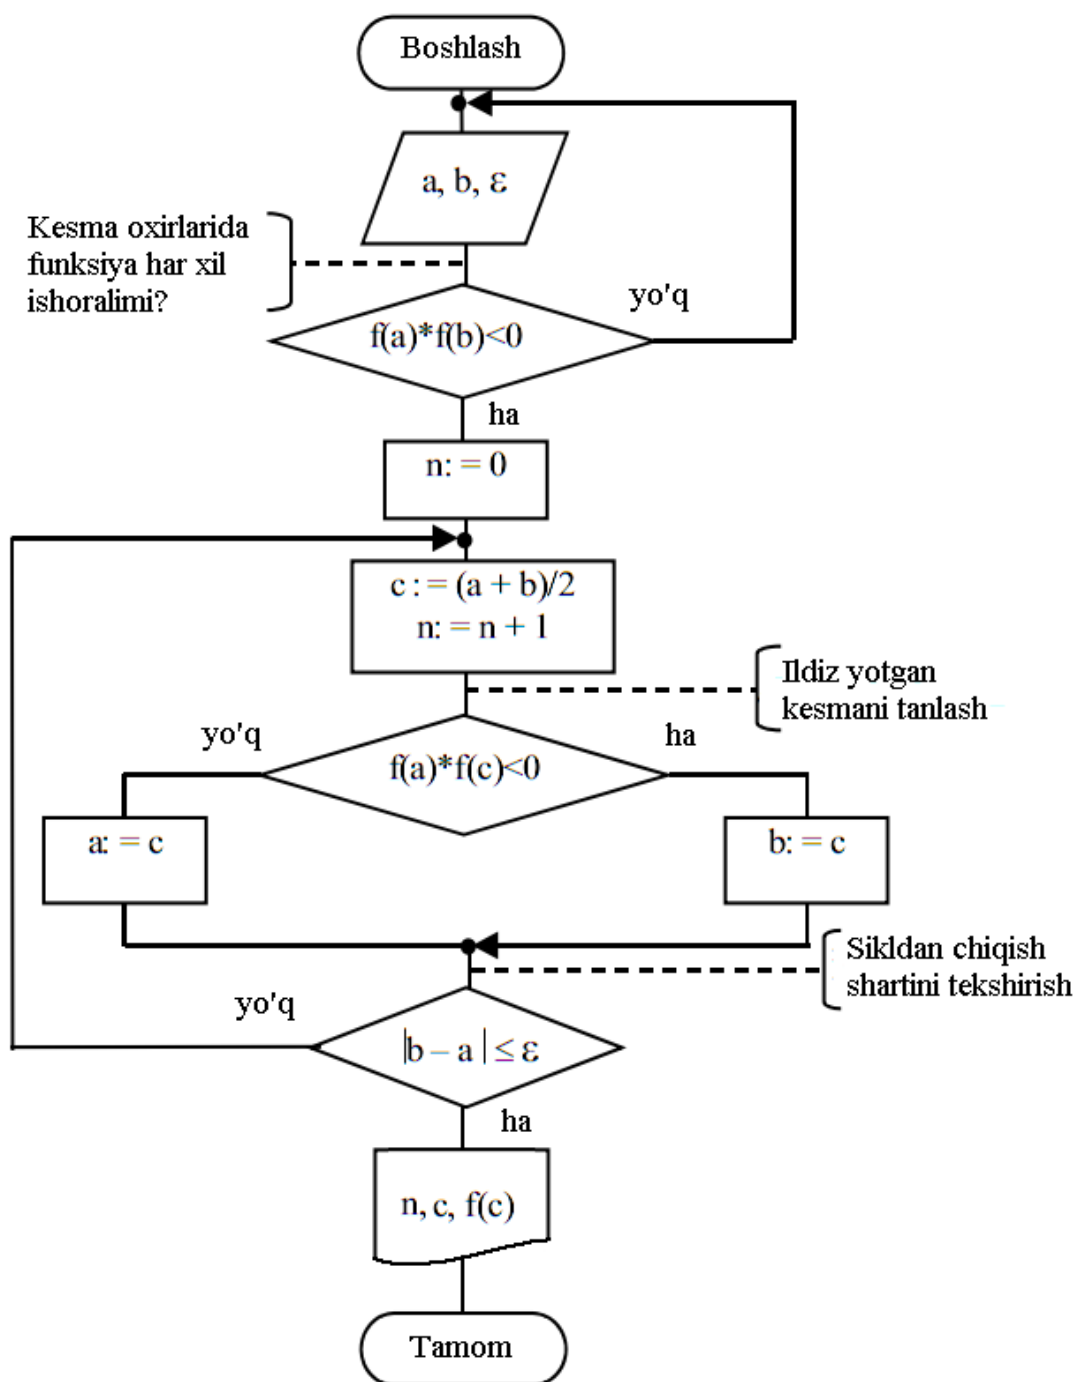 Boshlash
a, b, ε
Kesma oxirlarida
funksiya har xil
ishoralimi?
yo'q
f(a)*f(b)<0
ha
n: = 0
c : = (a + b)/2
n: = n + 1
Ildiz yotgan
kesmani tanlash
yo'q
ha
f(a)*f(c)<0
a: = c
b: = c
Sikldan chiqish
shartini tekshirish
yo'q
|b – a | ≤ ε
ha
n, c, f(c)
Tamom